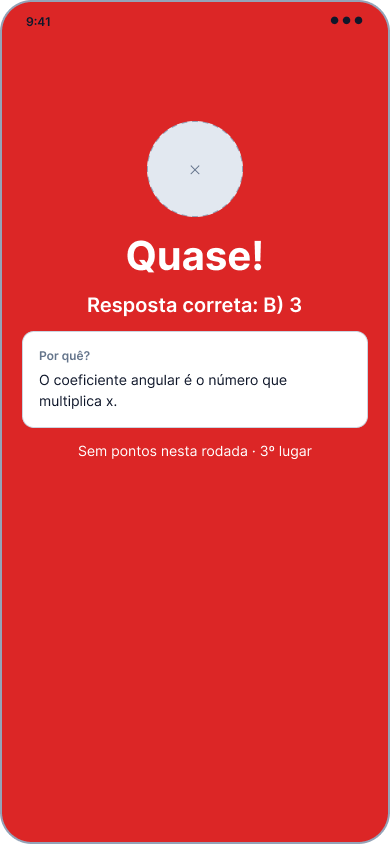 9:41
Quase!
Resposta correta: B) 3
Por quê?
O coeficiente angular é o número que
multiplica x.
Sem pontos nesta rodada · 3º lugar